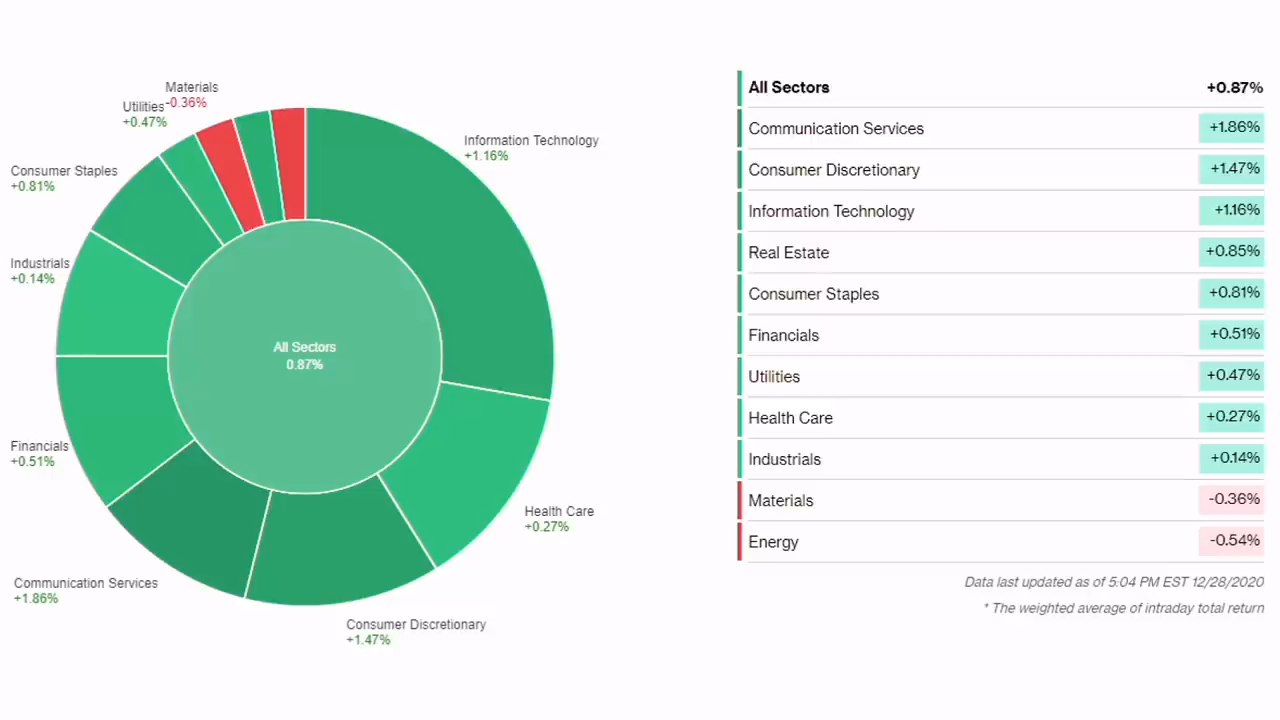 Materials
-0.36%
Utilities
+0.47%
Information Technology
+1.16%
Consumer Staples
+0.81%
Industrials
+0.14%
All Sectors
0.87%
Financials
+0.51%
Health Care
+0.27%
Communication Services
+1.86%
Consumer Discretionary
+1.47%
All Sectors +0.87%
Communication Services +1.86%
Consumer Discretionary +1.47%
Information Technology +1.16%
Real Estate +0.85%
Consumer Staples +0.81%
Financials +0.51%
Utilities +0.47%
Health Care +0.27%
Industrials +0.14%
Materials -0.36%
Energy -0.54%
Data last updated as of 5:04 PM EST 12/28/2020
* The weighted average of intraday total return